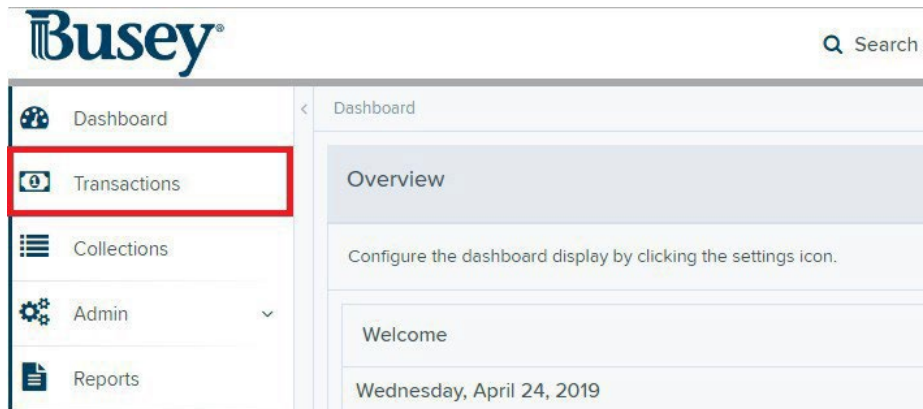 Busey®
Search
Dashboard
Transactions
Collections
Admin
Reports
Dashboard
Overview
Configure the dashboard display by clicking the settings icon.
Welcome
Wednesday, April 24, 2019